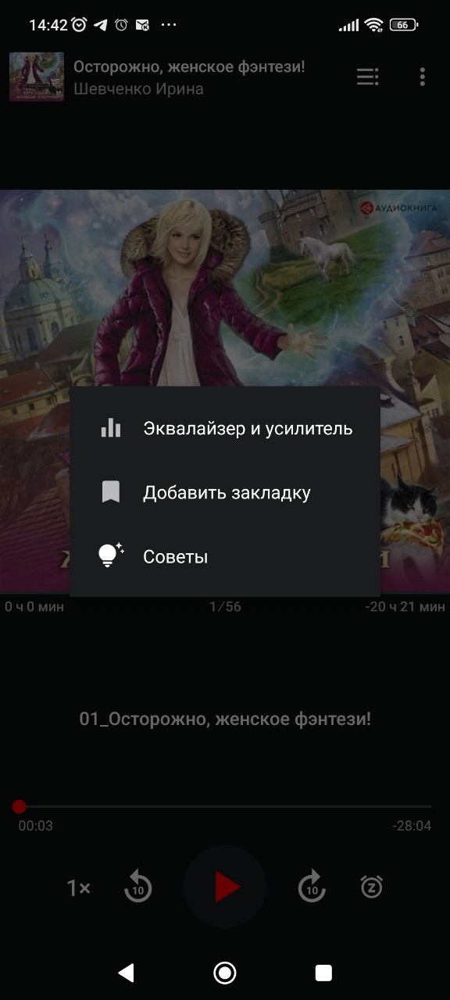 14:42
66
Осторожно, женское фэнтези!
Шевченко Ирина
АУДИОКНИГА
Эквалайзер и усилитель
Добавить закладку
Советы
0 ч 0 мин
1/56
-20 ч 21 мин
01_Осторожно, женское фэнтези!
00:03
-28:04
1×
10
10
Z